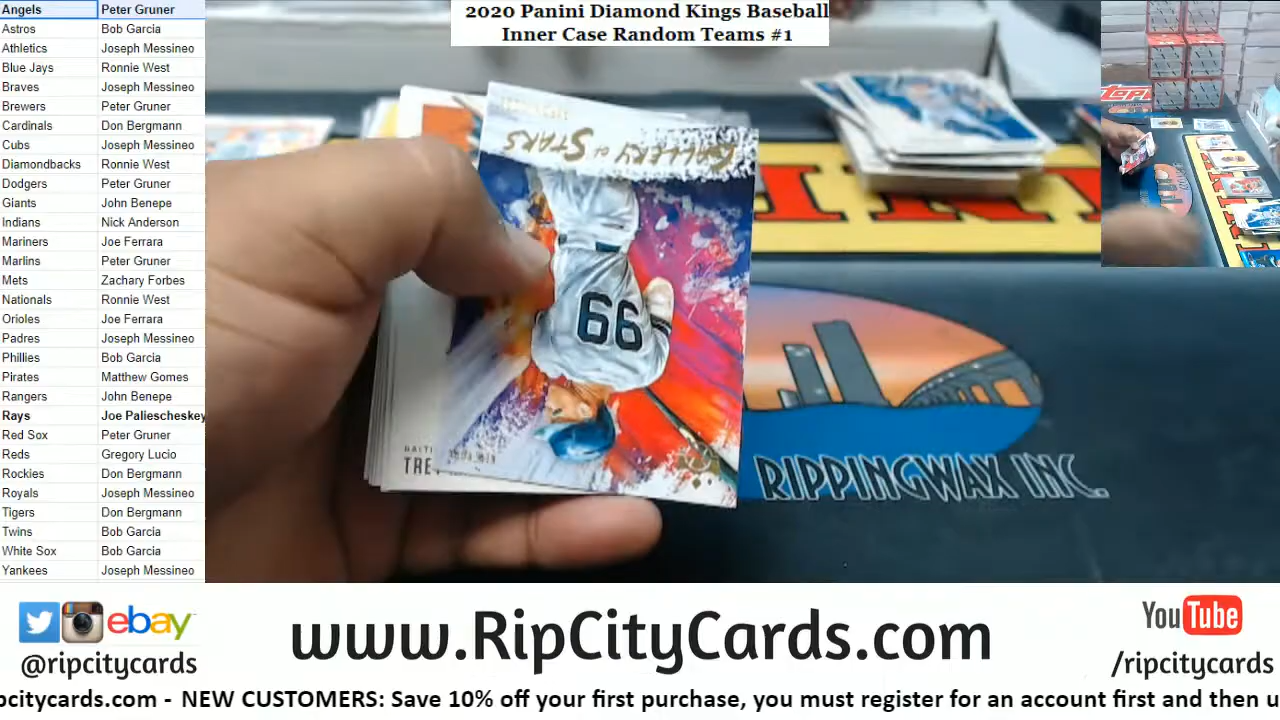 2020 Panini Diamond Kings Baseball
Inner Case Random Teams #1
Angels Peter Gruner
Astros Bob Garcia
Athletics Joseph Messineo
Blue Jays Ronnie West
Braves Joseph Messineo
Brewers Peter Gruner
Cardinals Don Bergmann
Cubs Joseph Messineo
Diamondbacks Ronnie West
Dodgers Peter Gruner
Giants John Benepe
Indians Nick Anderson
Mariners Joe Ferrara
Marlins Peter Gruner
Mets Zachary Forbes
Nationals Ronnie West
Orioles Joe Ferrara
Padres Joseph Messineo
Phillies Bob Garcia
Pirates Matthew Gomes
Rangers John Benepe
Rays Joe Paliescheskey
Red Sox Peter Gruner
Reds Gregory Lucio
Rockies Don Bergmann
Royals Joseph Messineo
Tigers Don Bergmann
Twins Bob Garcia
White Sox Bob Garcia
Yankees Joseph Messineo
GALLERY OF STARS
99
TRE
RIPPINGWAX INC.
ebay
@ripcitycards
www.RipCityCards.com
YouTube
/ripcitycards
pcitycards.com - NEW CUSTOMERS: Save 10% off your first purchase, you must register for an account first and then u